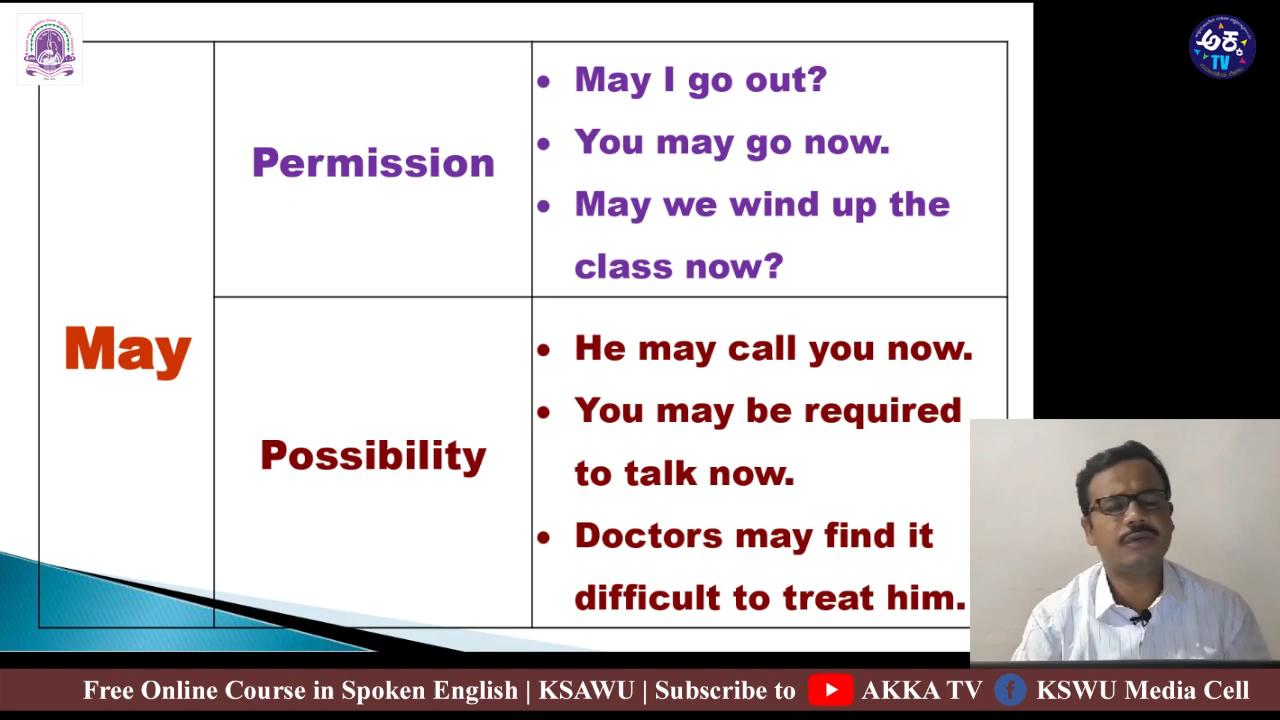 ಅಕ್ಕ
TV
May
Permission
• May I go out?
• You may go now.
• May we wind up the
class now?
Possibility
• He may call you now.
• You may be required
to talk now.
• Doctors may find it
difficult to treat him.
Free Online Course in Spoken English | KSAWU | Subscribe to AKKA TV KSWU Media Cell